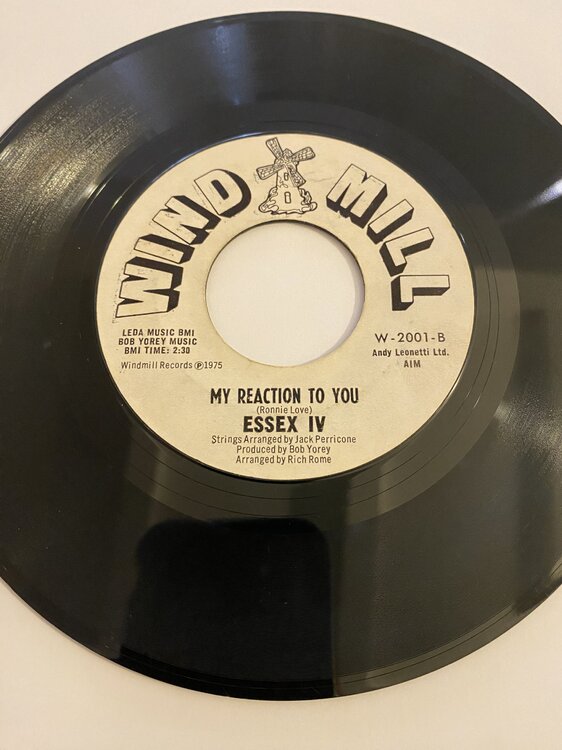 WIND MILL
LEDA MUSIC BMI
BOB YOREY MUSIC
BMI TIME: 2:30
Windmill Records ℗1975
W-2001-B
Andy Leonetti Ltd.
AIM
MY REACTION TO YOU
(Ronnie Love)
ESSEX IV
Strings Arranged by Jack Perricone
Produced by Bob Yorey
Arranged by Rich Rome